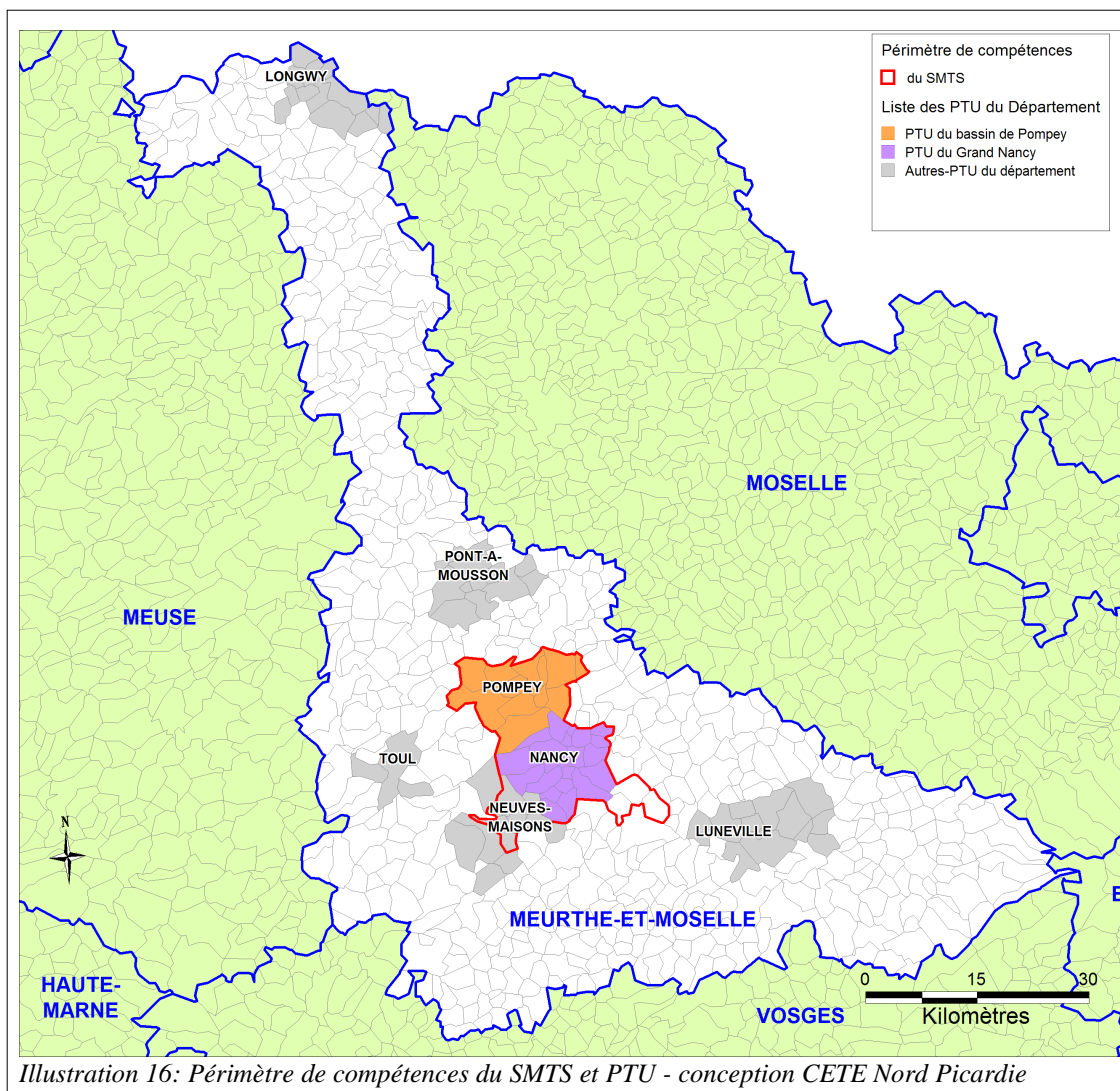 Périmètre de compétences
du SMTS
Liste des PTU du Département
PTU du bassin de Pompey
PTU du Grand Nancy
Autres-PTU du département
LONGWY
MOSELLE
PONT-A-
MOUSSON
MEUSE
POMPEY
TOUL
NANCY
NEUVES-
MAISONS
LUNEVILLE
N
MEURTHE-ET-MOSELLE
E
HAUTE-
MARNE
0 15 30
Kilomètres
VOSGES
Illustration 16: Périmètre de compétences du SMTS et PTU - conception CETE Nord Picardie